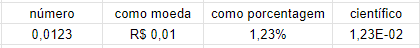 número como moeda como porcentagem científico
0,0123 R$ 0,01 1,23% 1,23E-02